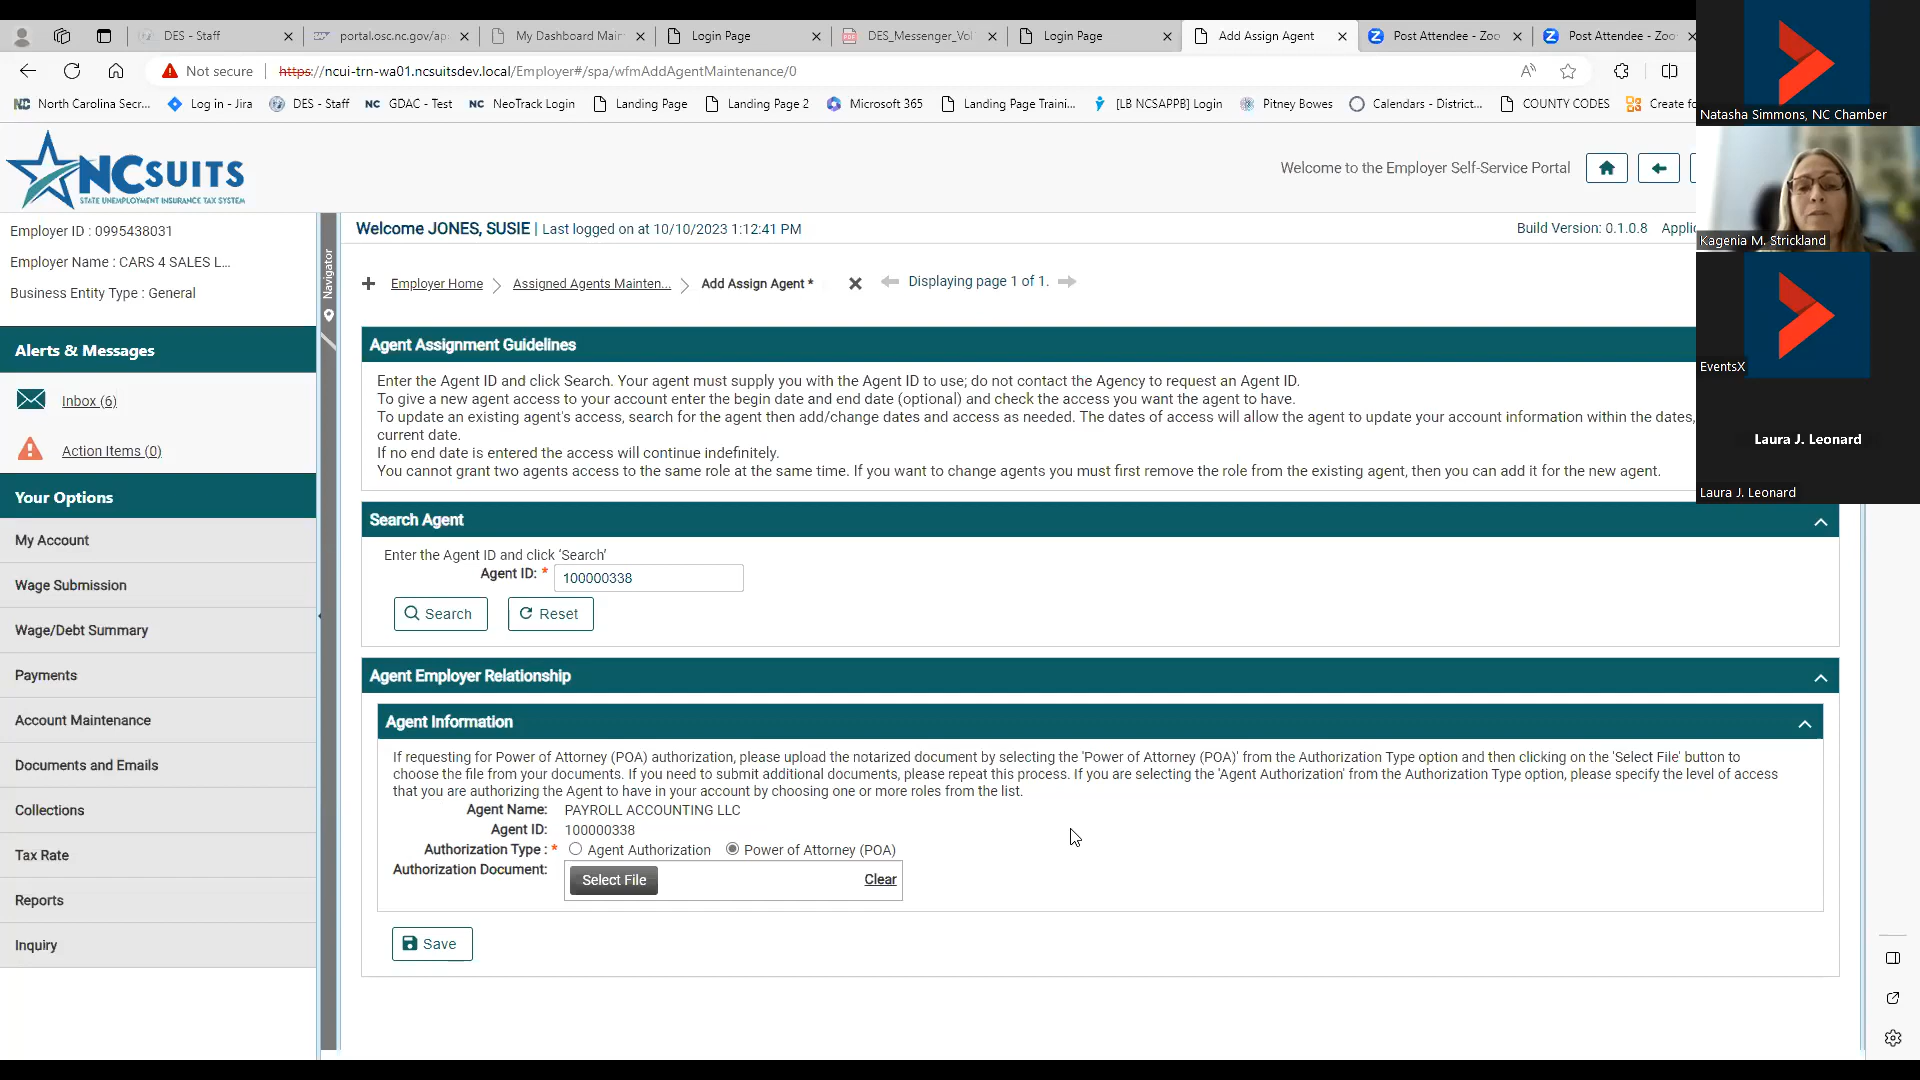 DES - Staff
portal.osc.nc.gov/ap
My Dashboard Main
Login Page
DES_Messenger_Vol
Login Page
Add Assign Agent
Post Attendee - Zoo
Post Attendee - Zoo
Not secure
https://ncui-trn-wa01.ncsuitsdev.local/Employer#/spa/wfmAddAgentMaintenance/0
North Carolina Secr...
Log in - Jira
DES - Staff
GDAC - Test
NeoTrack Login
Landing Page
Landing Page 2
Microsoft 365
Landing Page Traini...
[LB NCSAPPB] Login
Pitney Bowes
Calendars - District...
COUNTY CODES
Create fo
Natasha Simmons, NC Chamber
Kagenia M. Strickland
EventsX
Laura J. Leonard
Laura J. Leonard
NCSUITS
STATE UNEMPLOYMENT INSURANCE TAX SYSTEM
Welcome to the Employer Self-Service Portal
Employer ID : 0995438031
Employer Name : CARS 4 SALES L...
Business Entity Type : General
Alerts & Messages
Inbox (6)
Action Items (0)
Your Options
My Account
Wage Submission
Wage/Debt Summary
Payments
Account Maintenance
Documents and Emails
Collections
Tax Rate
Reports
Inquiry
Navigator
Welcome JONES, SUSIE | Last logged on at 10/10/2023 1:12:41 PM
Build Version: 0.1.0.8 Applic
Employer Home
Assigned Agents Mainten...
Add Assign Agent *
Displaying page 1 of 1.
Agent Assignment Guidelines
Enter the Agent ID and click Search. Your agent must supply you with the Agent ID to use; do not contact the Agency to request an Agent ID.
To give a new agent access to your account enter the begin date and end date (optional) and check the access you want the agent to have.
To update an existing agent's access, search for the agent then add/change dates and access as needed. The dates of access will allow the agent to update your account information within the dates,
current date.
If no end date is entered the access will continue indefinitely.
You cannot grant two agents access to the same role at the same time. If you want to change agents you must first remove the role from the existing agent, then you can add it for the new agent.
Search Agent
Enter the Agent ID and click 'Search'
Agent ID: * 100000338
Search
Reset
Agent Employer Relationship
Agent Information
If requesting for Power of Attorney (POA) authorization, please upload the notarized document by selecting the 'Power of Attorney (POA)' from the Authorization Type option and then clicking on the 'Select File' button to
choose the file from your documents. If you need to submit additional documents, please repeat this process. If you are selecting the 'Agent Authorization' from the Authorization Type option, please specify the level of access
that you are authorizing the Agent to have in your account by choosing one or more roles from the list.
Agent Name: PAYROLL ACCOUNTING LLC
Agent ID: 100000338
Authorization Type : * Agent Authorization Power of Attorney (POA)
Authorization Document: Select File Clear
Save